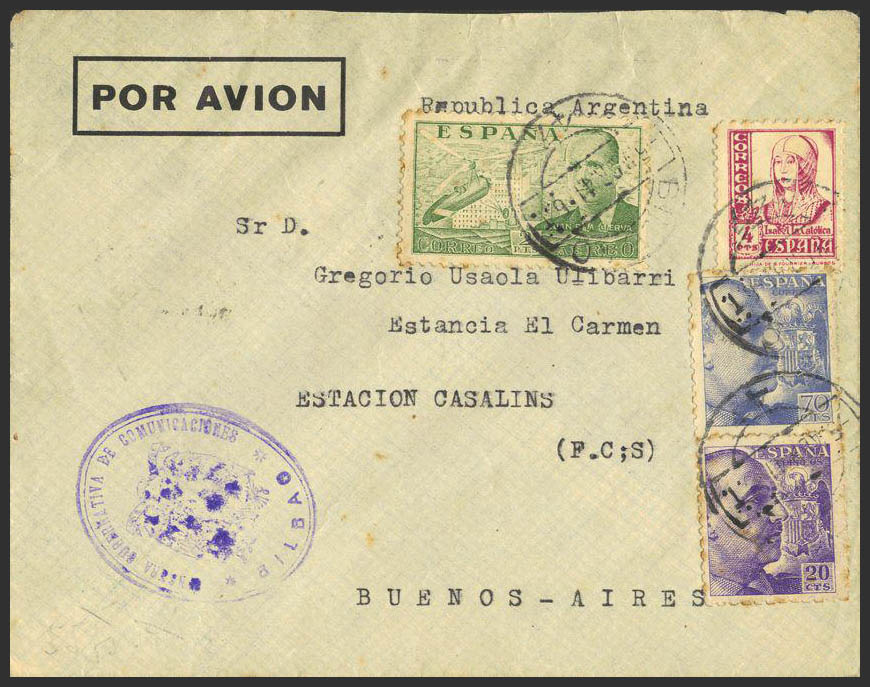 POR AVION
Republica Argentina
Sr D.
Gregorio Usaola Ulibarri
Estancia El Carmen
ESTACION CASALINS
(F.C;S)
BUENOS-AIRES
ESPAÑA
JUAN DE LA CIERVA
CORREO AEREO
CORREOS
4
CTS
Isabel la Católica
ESPAÑA
ESPAÑA
70
CTS
ESPAÑA
20
CTS
GUBERNATIVA DE COMUNICACIONES
* BILBAO *